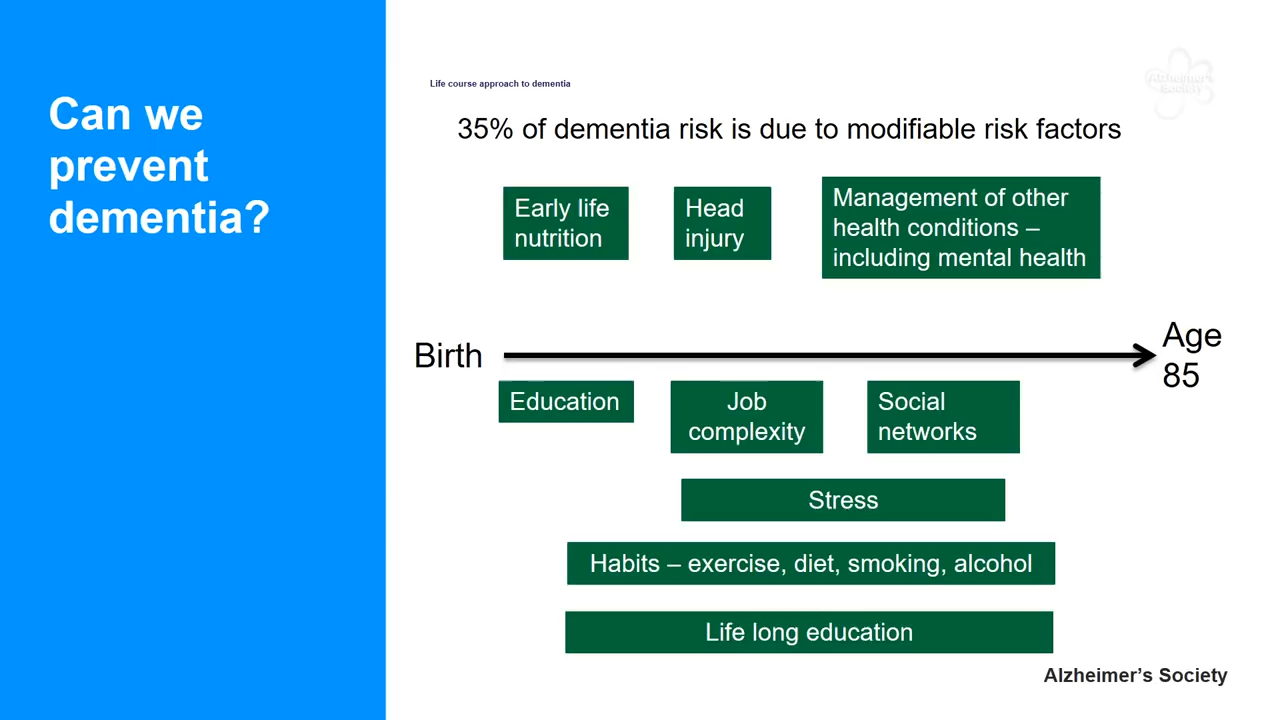 Can we
prevent
dementia?
Life course approach to dementia
Alzheimer's
Society
35% of dementia risk is due to modifiable risk factors
Early life
nutrition
Head
injury
Management of other
health conditions –
including mental health
Birth
Age
85
Education
Job
complexity
Social
networks
Stress
Habits – exercise, diet, smoking, alcohol
Life long education
Alzheimer’s Society